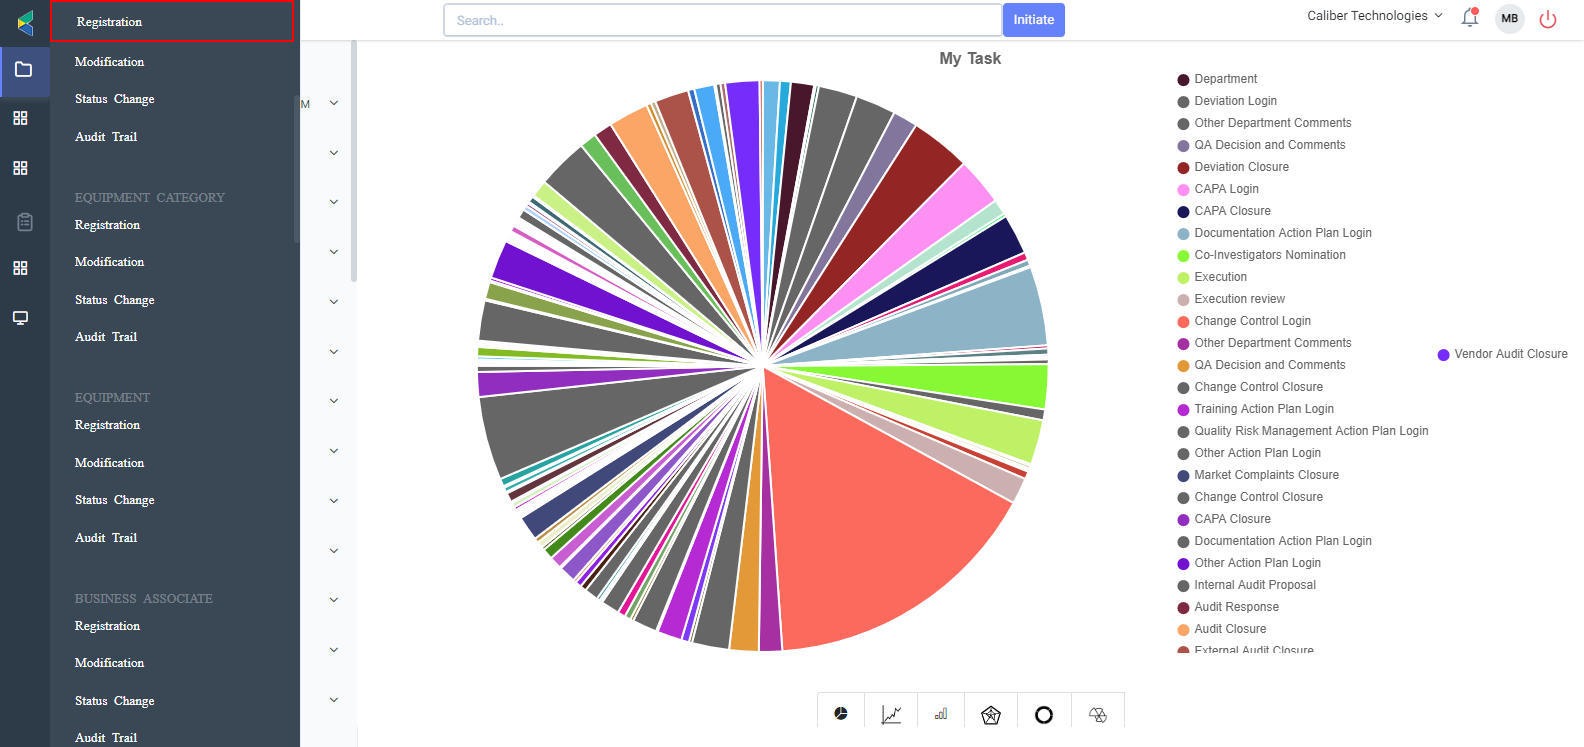 Registration
Modification
Status Change
Audit Trail
EQUIPMENT CATEGORY
Registration
Modification
Status Change
Audit Trail
EQUIPMENT
Registration
Modification
Status Change
Audit Trail
BUSINESS ASSOCIATE
Registration
Modification
Status Change
Audit Trail
M
Search..
Initiate
Caliber Technologies
MB
My Task
Department
Deviation Login
Other Department Comments
QA Decision and Comments
Deviation Closure
CAPA Login
CAPA Closure
Documentation Action Plan Login
Co-Investigators Nomination
Execution
Execution review
Change Control Login
Other Department Comments
QA Decision and Comments
Change Control Closure
Training Action Plan Login
Quality Risk Management Action Plan Login
Other Action Plan Login
Market Complaints Closure
Change Control Closure
CAPA Closure
Documentation Action Plan Login
Other Action Plan Login
Internal Audit Proposal
Audit Response
Audit Closure
External Audit Closure
Vendor Audit Closure